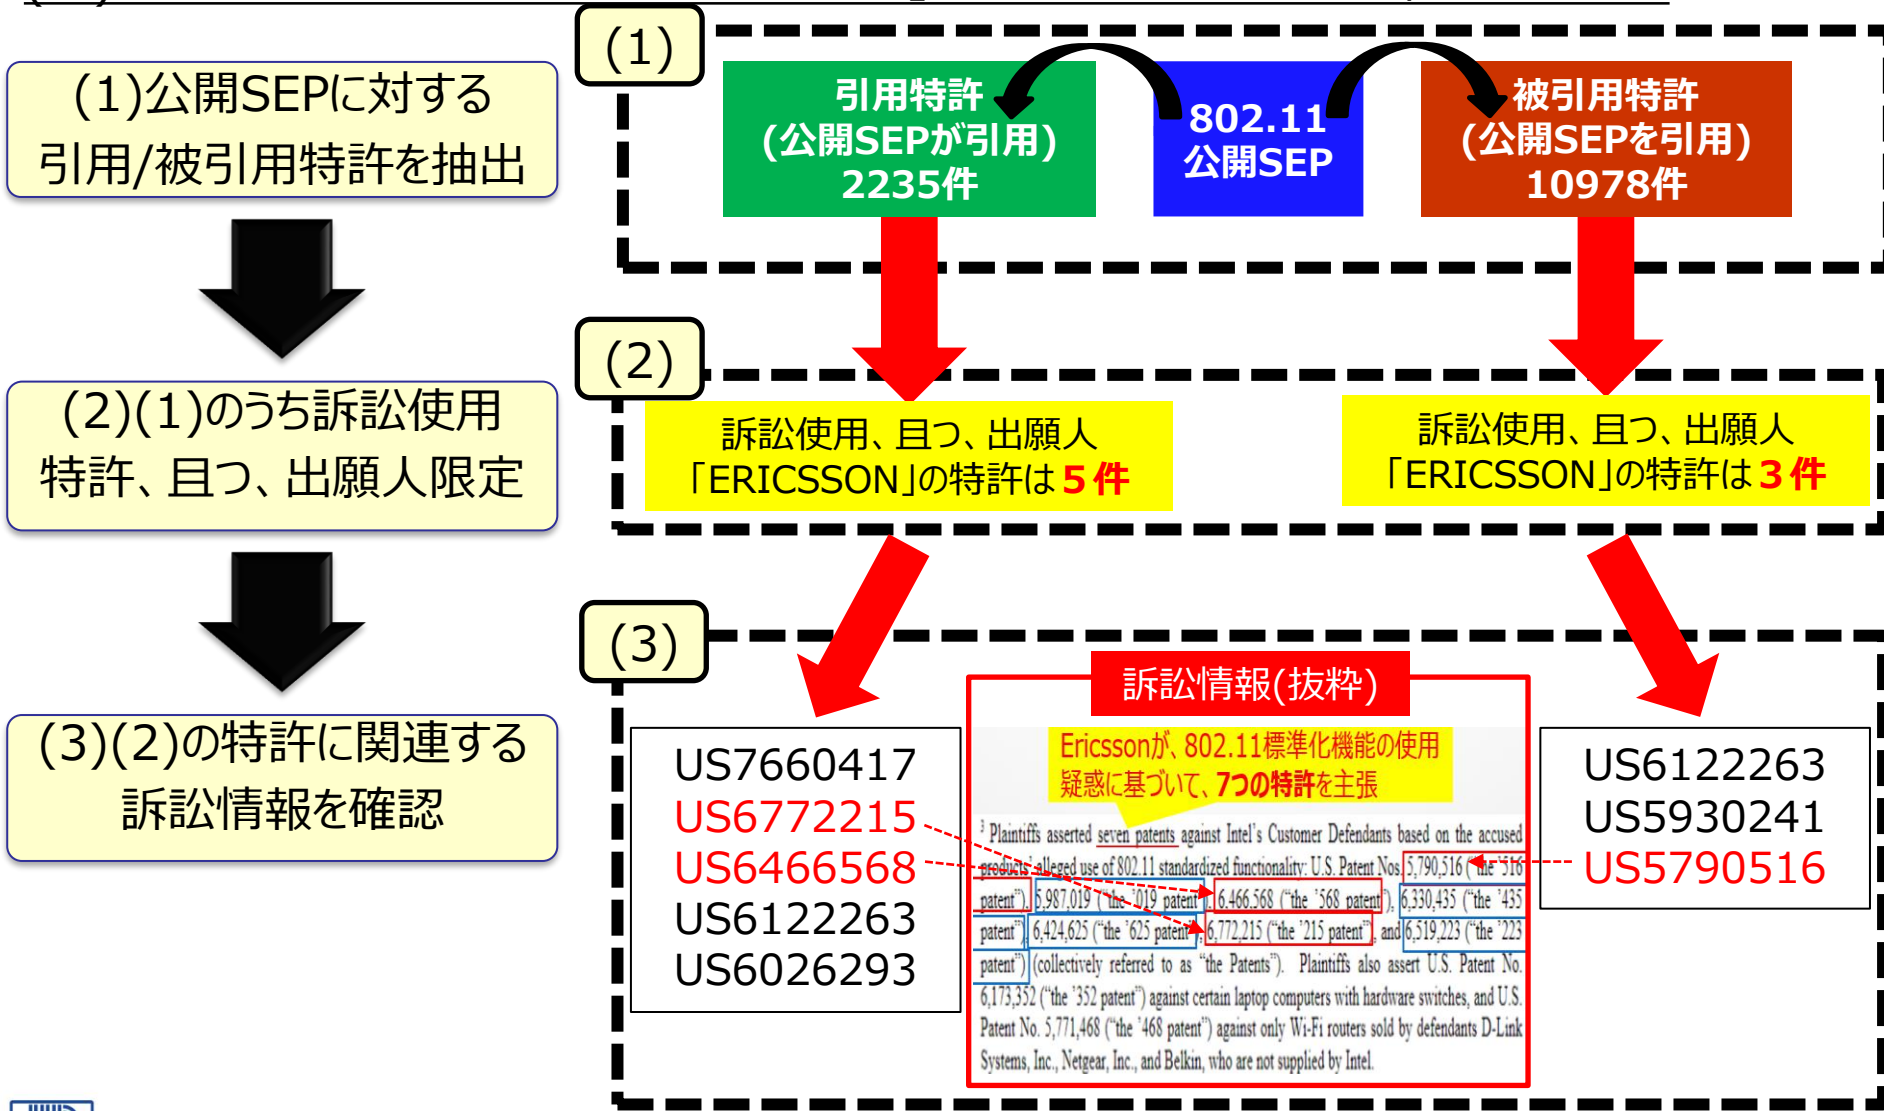 (1)公開SEPに対する
引用/被引用特許を抽出
(2)(1)のうち訴訟使用
特許、且つ、出願人限定
(3)(2)の特許に関連する
訴訟情報を確認
(1)
引用特許
(公開SEPが引用)
2235件
802.11
公開SEP
被引用特許
(公開SEPを引用)
10978件
(2)
訴訟使用、且つ、出願人
「ERICSSON」の特許は５件
訴訟使用、且つ、出願人
「ERICSSON」の特許は３件
(3)
US7660417
US6772215
US6466568
US6122263
US6026293
訴訟情報(抜粋)
Ericssonが、802.11標準化機能の使用
疑惑に基づいて、7つの特許を主張
3 Plaintiffs asserted seven patents against Intel's Customer Defendants based on the accused
products' alleged use of 802.11 standardized functionality: U.S. Patent Nos. 5,790,516 (“the '516
patent”), 5,987,019 (“the '019 patent”), 6,466,568 (“the '568 patent”), 6,330,435 (“the '435
patent”), 6,424,625 (“the '625 patent”), 6,772,215 (“the '215 patent”), and 6,519,223 (“the '223
patent”) (collectively referred to as “the Patents”). Plaintiffs also assert U.S. Patent No.
6,173,352 (“the '352 patent”) against certain laptop computers with hardware switches, and U.S.
Patent No. 5,771,468 (“the '468 patent”) against only Wi-Fi routers sold by defendants D-Link
Systems, Inc., Netgear, Inc., and Belkin, who are not supplied by Intel.
US6122263
US5930241
US5790516